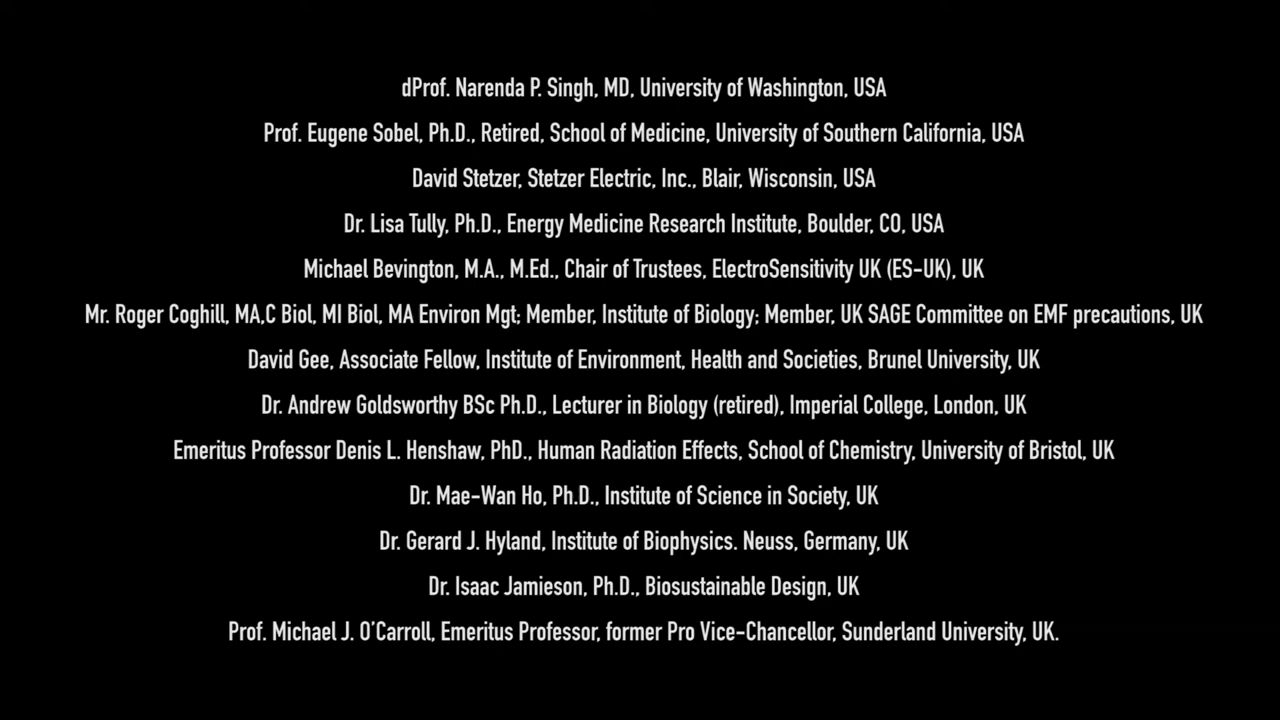 dProf. Narenda P. Singh, MD, University of Washington, USA
Prof. Eugene Sobel, Ph.D., Retired, School of Medicine, University of Southern California, USA
David Stetzer, Stetzer Electric, Inc., Blair, Wisconsin, USA
Dr. Lisa Tully, Ph.D., Energy Medicine Research Institute, Boulder, CO, USA
Michael Bevington, M.A., M.Ed., Chair of Trustees, ElectroSensitivity UK (ES-UK), UK
Mr. Roger Coghill, MA,C Biol, MI Biol, MA Environ Mgt; Member, Institute of Biology; Member, UK SAGE Committee on EMF precautions, UK
David Gee, Associate Fellow, Institute of Environment, Health and Societies, Brunel University, UK
Dr. Andrew Goldsworthy BSc Ph.D., Lecturer in Biology (retired), Imperial College, London, UK
Emeritus Professor Denis L. Henshaw, PhD., Human Radiation Effects, School of Chemistry, University of Bristol, UK
Dr. Mae-Wan Ho, Ph.D., Institute of Science in Society, UK
Dr. Gerard J. Hyland, Institute of Biophysics. Neuss, Germany, UK
Dr. Isaac Jamieson, Ph.D., Biosustainable Design, UK
Prof. Michael J. O’Carroll, Emeritus Professor, former Pro Vice-Chancellor, Sunderland University, UK.